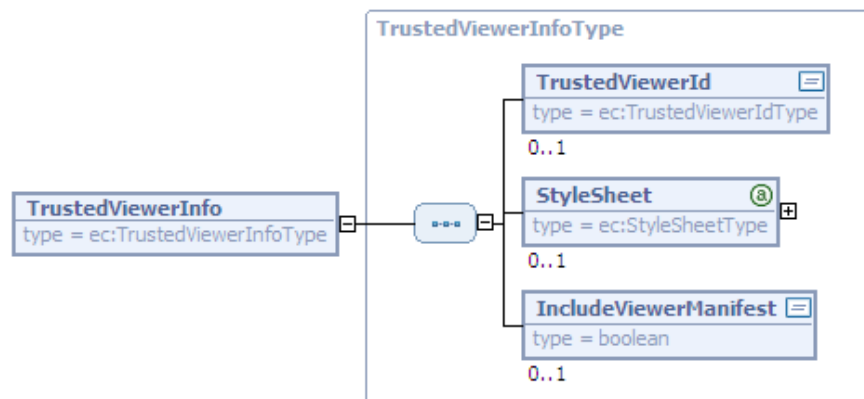 TrustedViewerInfoType
TrustedViewerId
type = ec:TrustedViewerIdType
0..1
TrustedViewerInfo
type = ec:TrustedViewerInfoType
StyleSheet
type = ec:StyleSheetType
0..1
IncludeViewerManifest
type = boolean
0..1